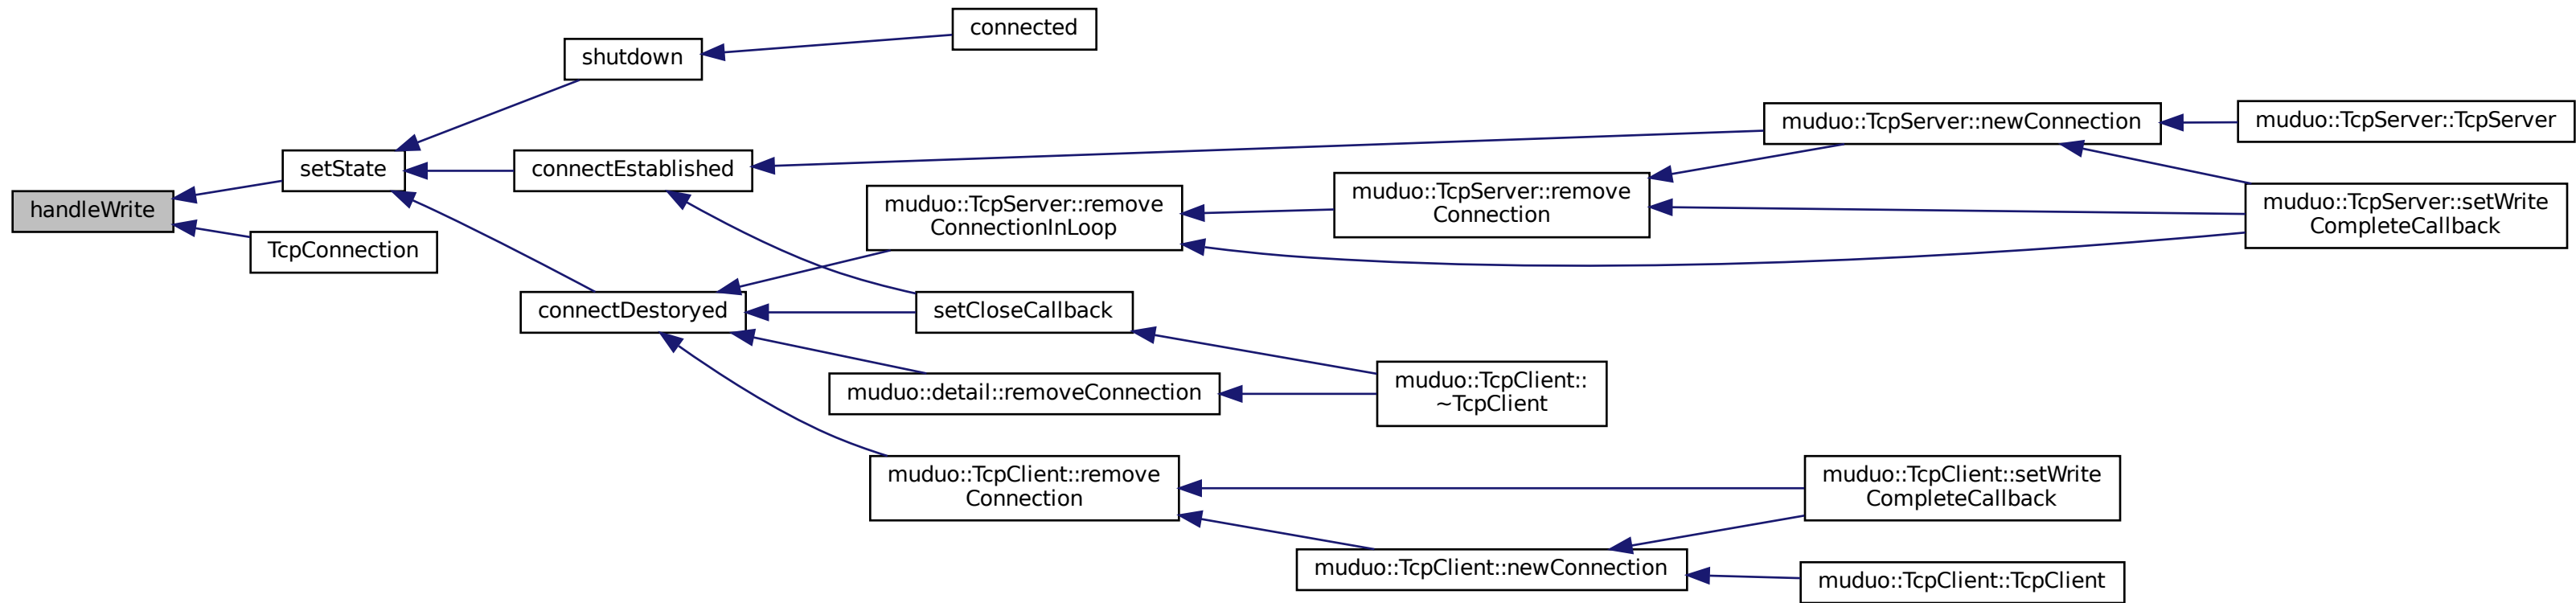 connected
shutdown
muduo::TcpServer::newConnection
muduo::TcpServer::TcpServer
setState
connectEstablished
handleWrite
muduo::TcpServer::remove
ConnectionInLoop
muduo::TcpServer::remove
Connection
muduo::TcpServer::setWrite
CompleteCallback
TcpConnection
connectDestoryed
setCloseCallback
muduo::detail::removeConnection
muduo::TcpClient::
~TcpClient
muduo::TcpClient::remove
Connection
muduo::TcpClient::setWrite
CompleteCallback
muduo::TcpClient::newConnection
muduo::TcpClient::TcpClient